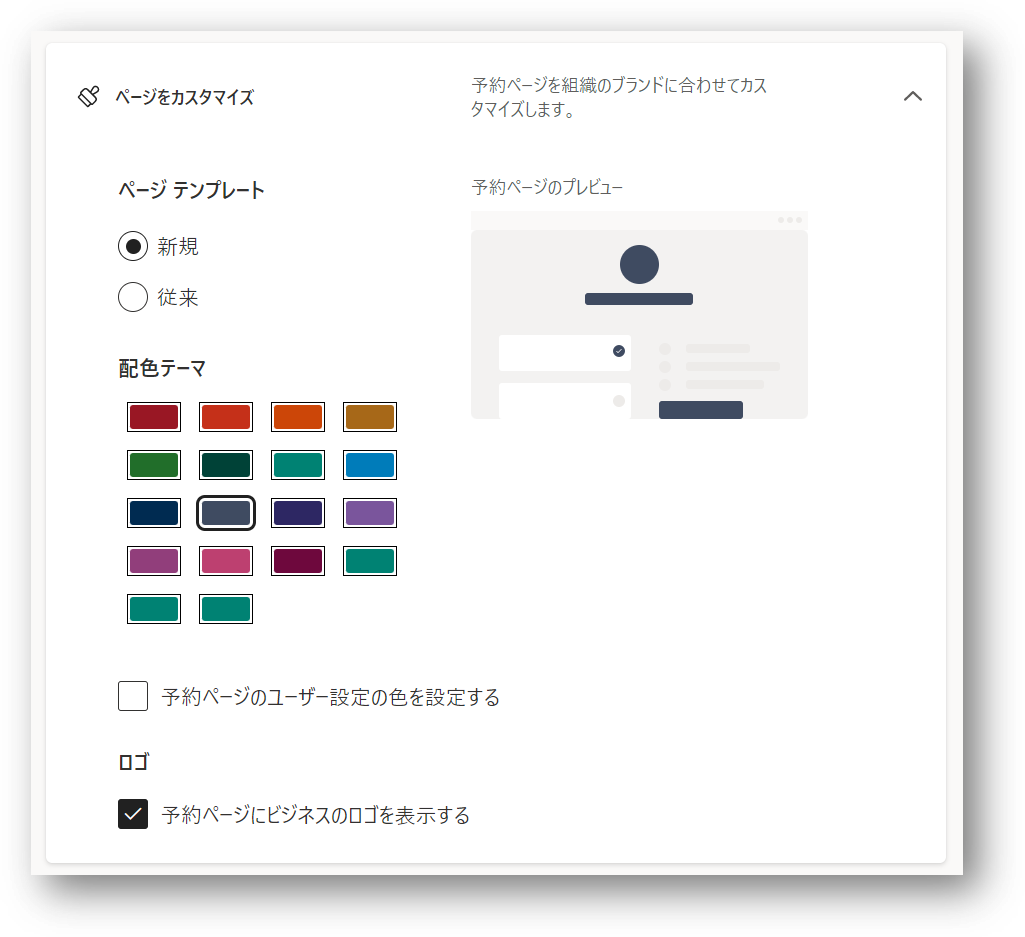 ページをカスタマイズ
予約ページを組織のブランドに合わせてカス
タマイズします。
ページ テンプレート
新規
従来
予約ページのプレビュー
配色テーマ
予約ページのユーザー設定の色を設定する
ロゴ
予約ページにビジネスのロゴを表示する